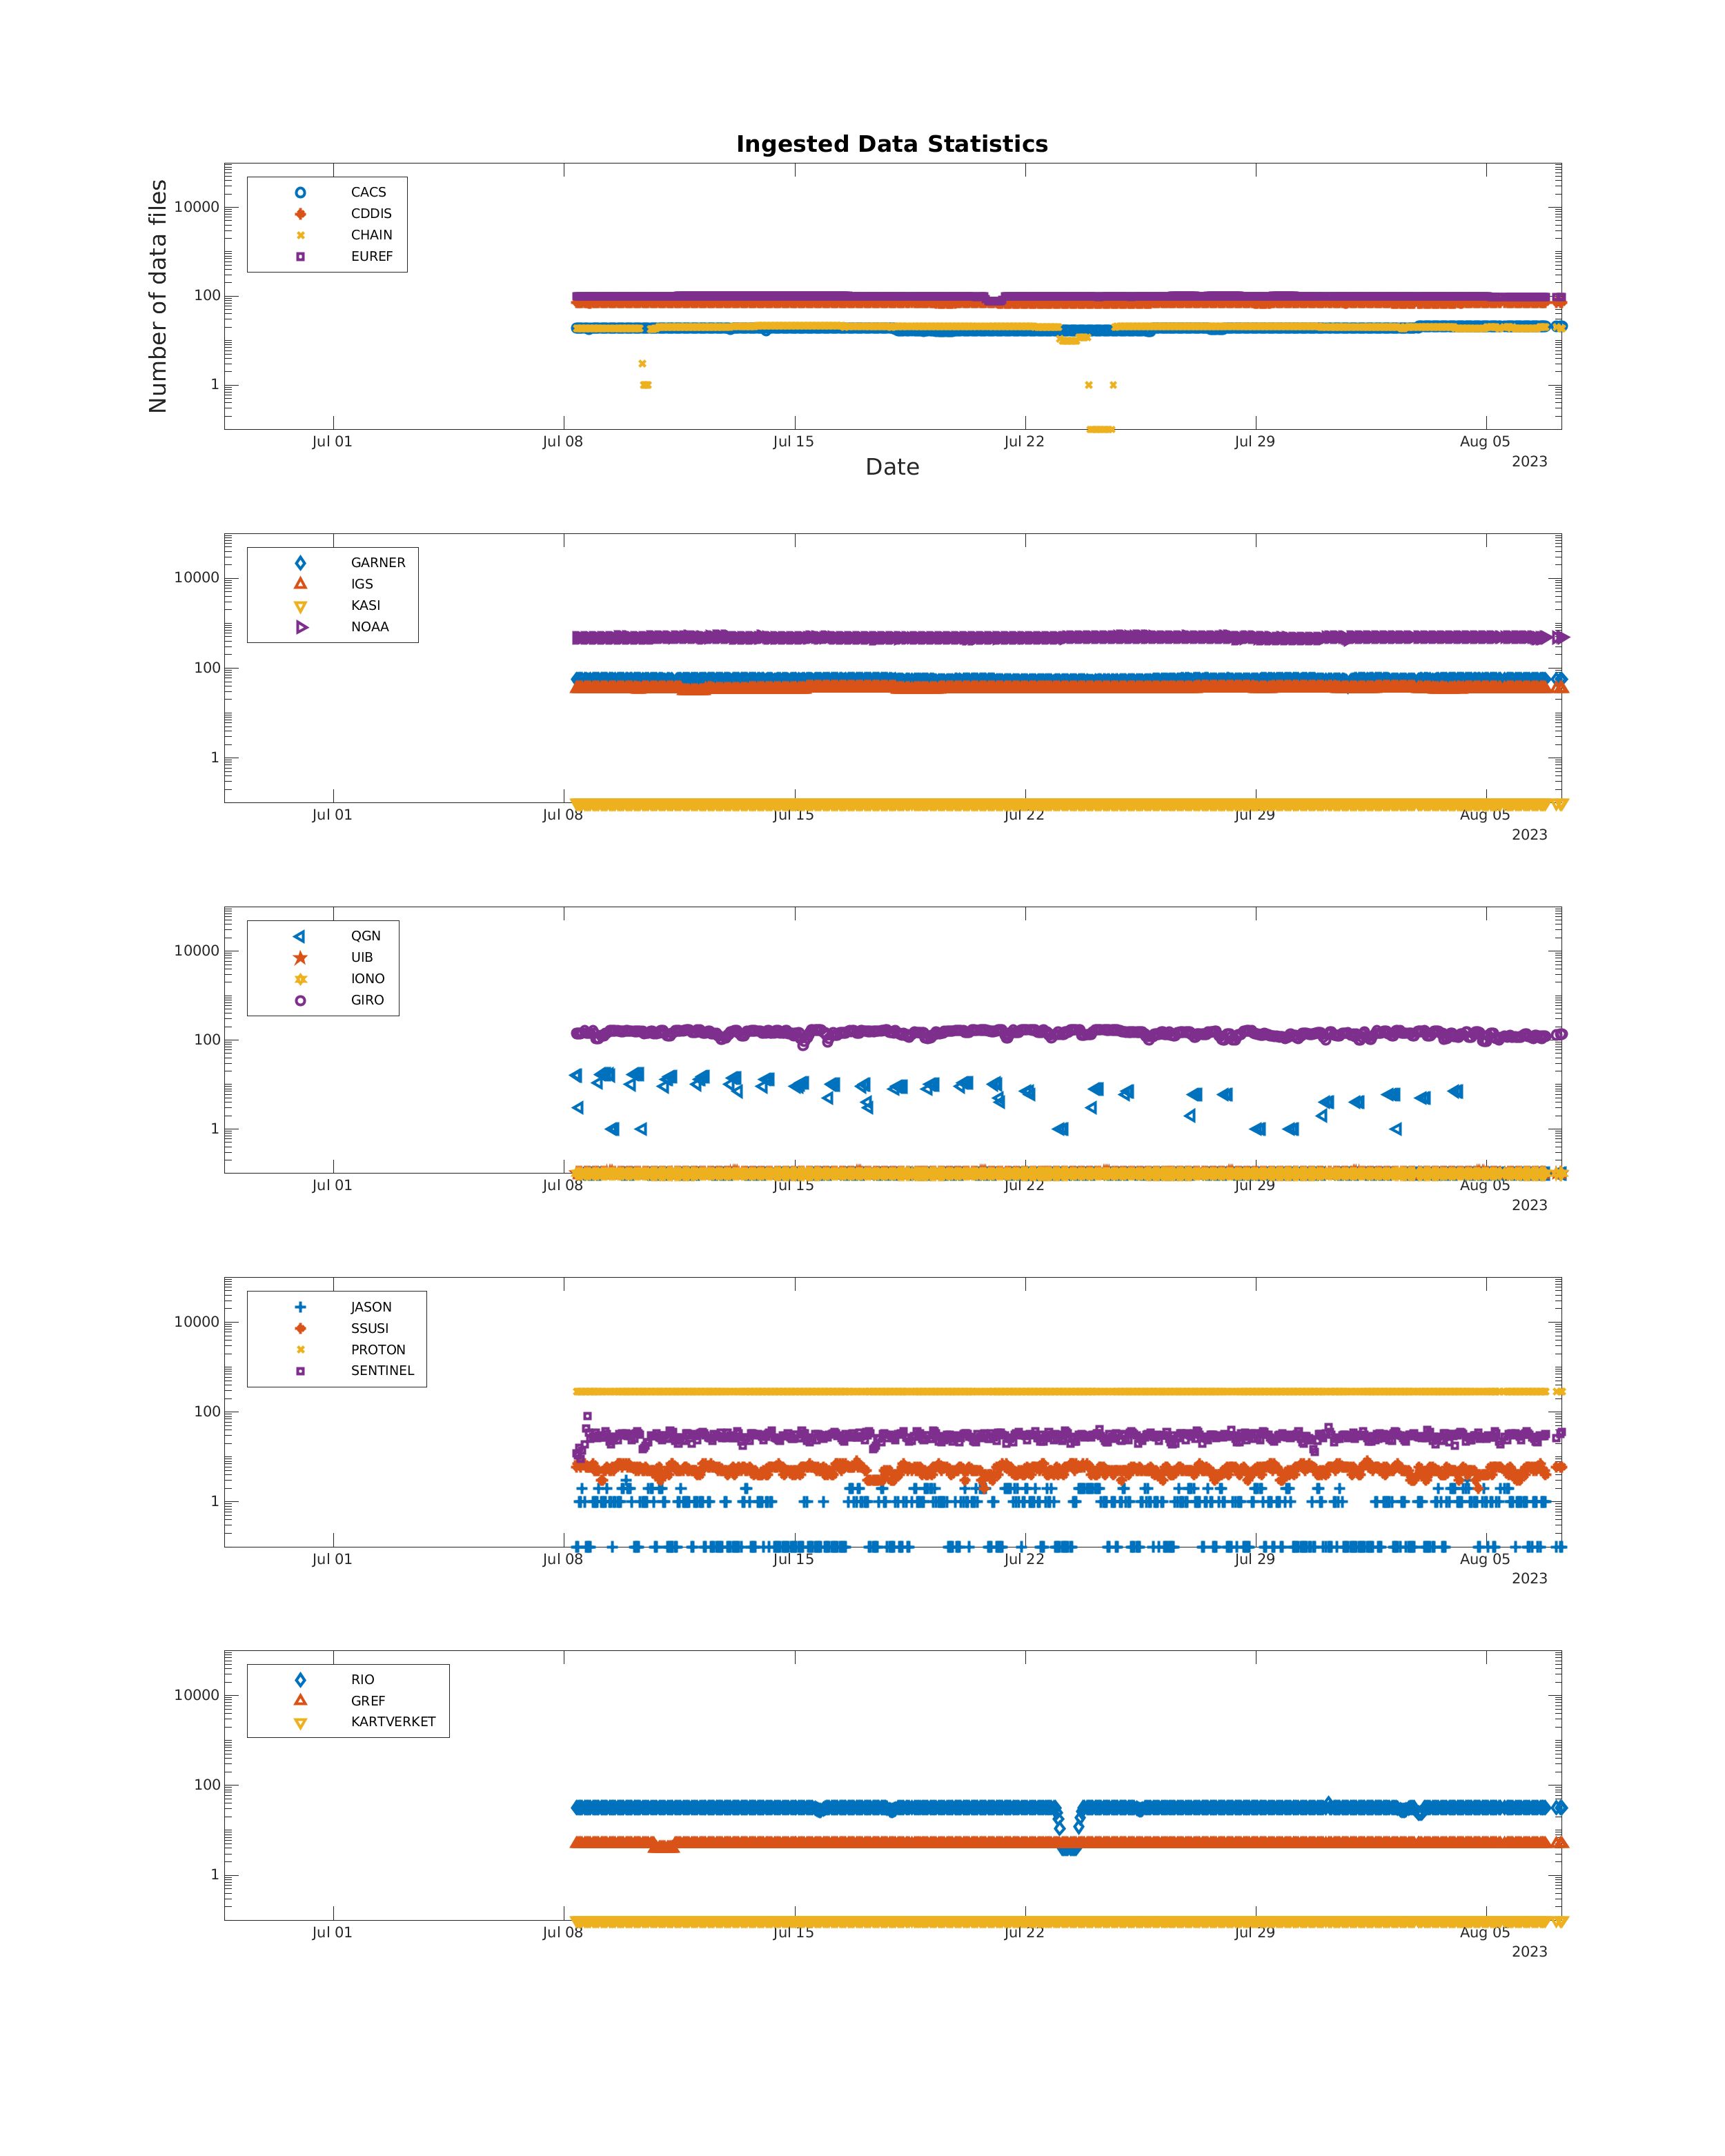 Ingested Data Statistics
Number of data files
CACS
CDDIS
CHAIN
EUREF
10000
100
1
Jul 01 Jul 08 Jul 15 Jul 22 Jul 29 Aug 05
2023
Date
GARNER
IGS
KASI
NOAA
10000
100
1
Jul 01 Jul 08 Jul 15 Jul 22 Jul 29 Aug 05
2023
QGN
UIB
IONO
GIRO
10000
100
1
Jul 01 Jul 08 Jul 15 Jul 22 Jul 29 Aug 05
2023
JASON
SSUSI
PROTON
SENTINEL
10000
100
1
Jul 01 Jul 08 Jul 15 Jul 22 Jul 29 Aug 05
2023
RIO
GREF
KARTVERKET
10000
100
1
Jul 01 Jul 08 Jul 15 Jul 22 Jul 29 Aug 05
2023